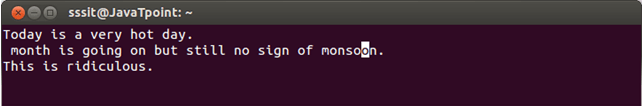 sssit@JavaTpoint: ~
Today is a very hot day.
 month is going on but still no sign of monsoon.
This is ridiculous.